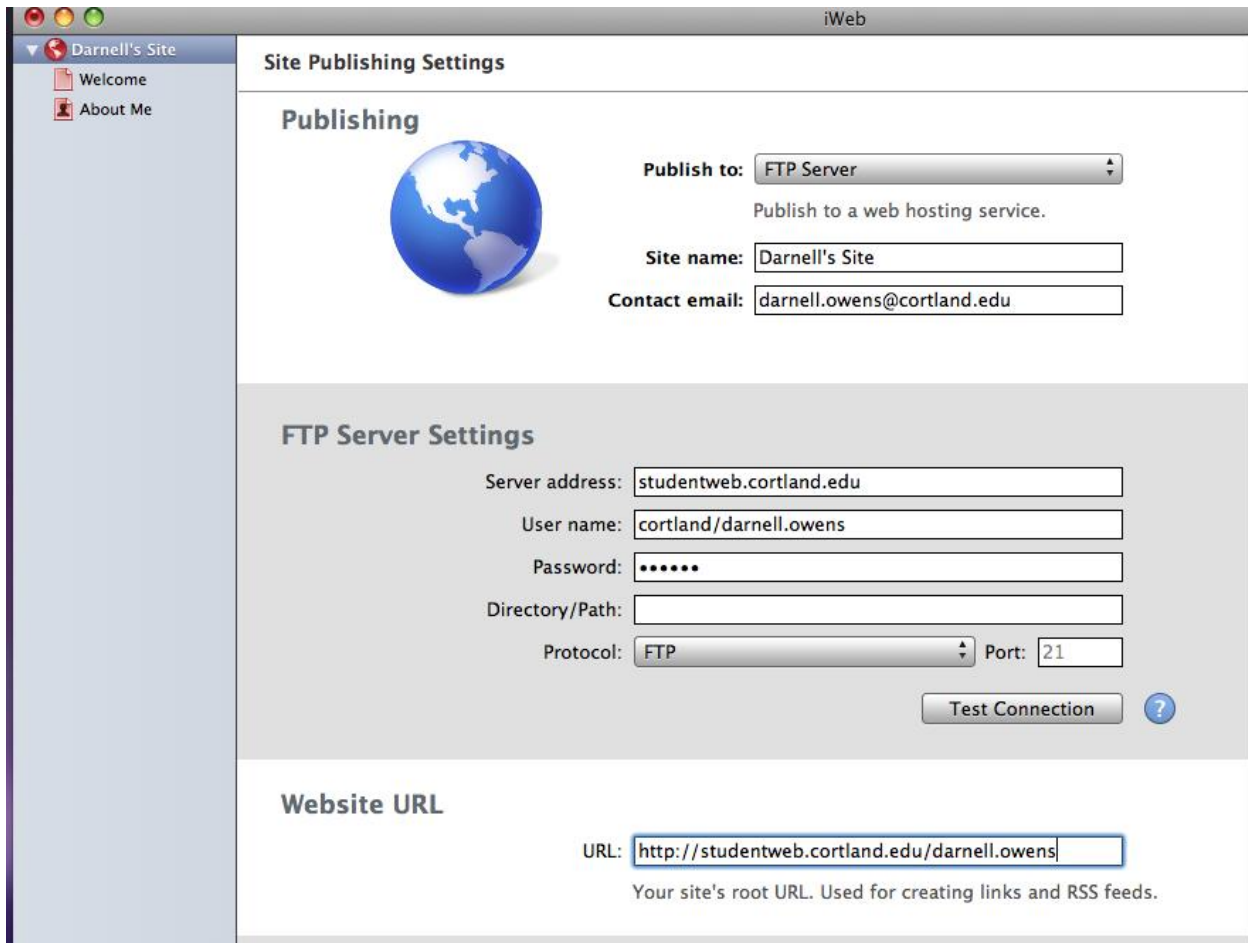 iWeb
Darnell's Site
Welcome
About Me
Site Publishing Settings
Publishing
Publish to: FTP Server
Publish to a web hosting service.
Site name: Darnell's Site
Contact email: darnell.owens@cortland.edu
FTP Server Settings
Server address: studentweb.cortland.edu
User name: cortland/darnell.owens
Password: ••••••
Directory/Path:
Protocol: FTP Port: 21
Test Connection ?
Website URL
URL: http://studentweb.cortland.edu/darnell.owens
Your site's root URL. Used for creating links and RSS feeds.